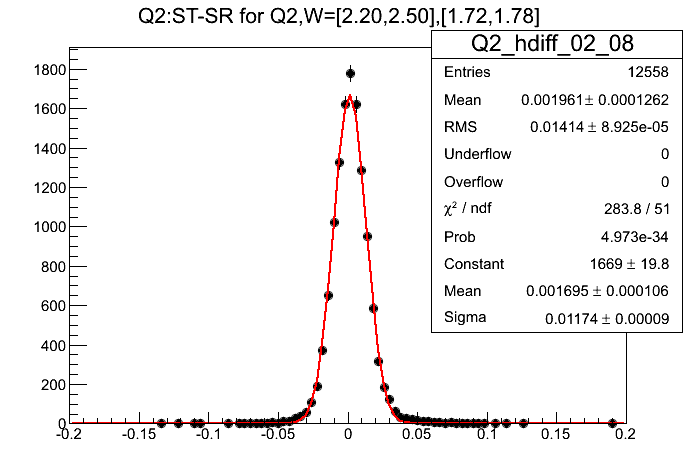 Q2:ST-SR for Q2,W=[2.20,2.50],[1.72,1.78]
Q2_hdiff_02_08
Entries 12558
Mean 0.001961 ± 0.0001262
RMS 0.01414 ± 8.925e-05
Underflow 0
Overflow 0
χ² / ndf 283.8 / 51
Prob 4.973e-34
Constant 1669 ± 19.8
Mean 0.001695 ± 0.000106
Sigma 0.01174 ± 0.00009
1800
1600
1400
1200
1000
800
600
400
200
0
-0.2 -0.15 -0.1 -0.05 0 0.05 0.1 0.15 0.2